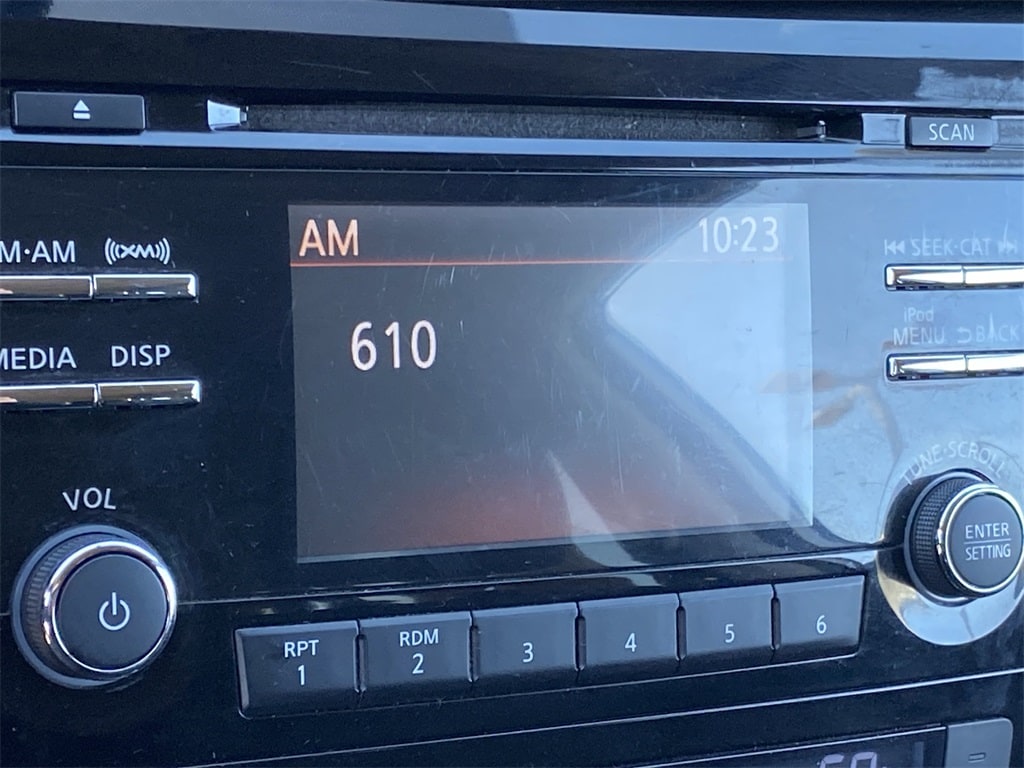 SCAN
AM 10:23
M·AM XM
SEEK·CAT
610
iPod
MENU BACK
MEDIA DISP
TUNE·SCROLL
VOL
ENTER
SETTING
RPT RDM
1 2 3 4 5 6